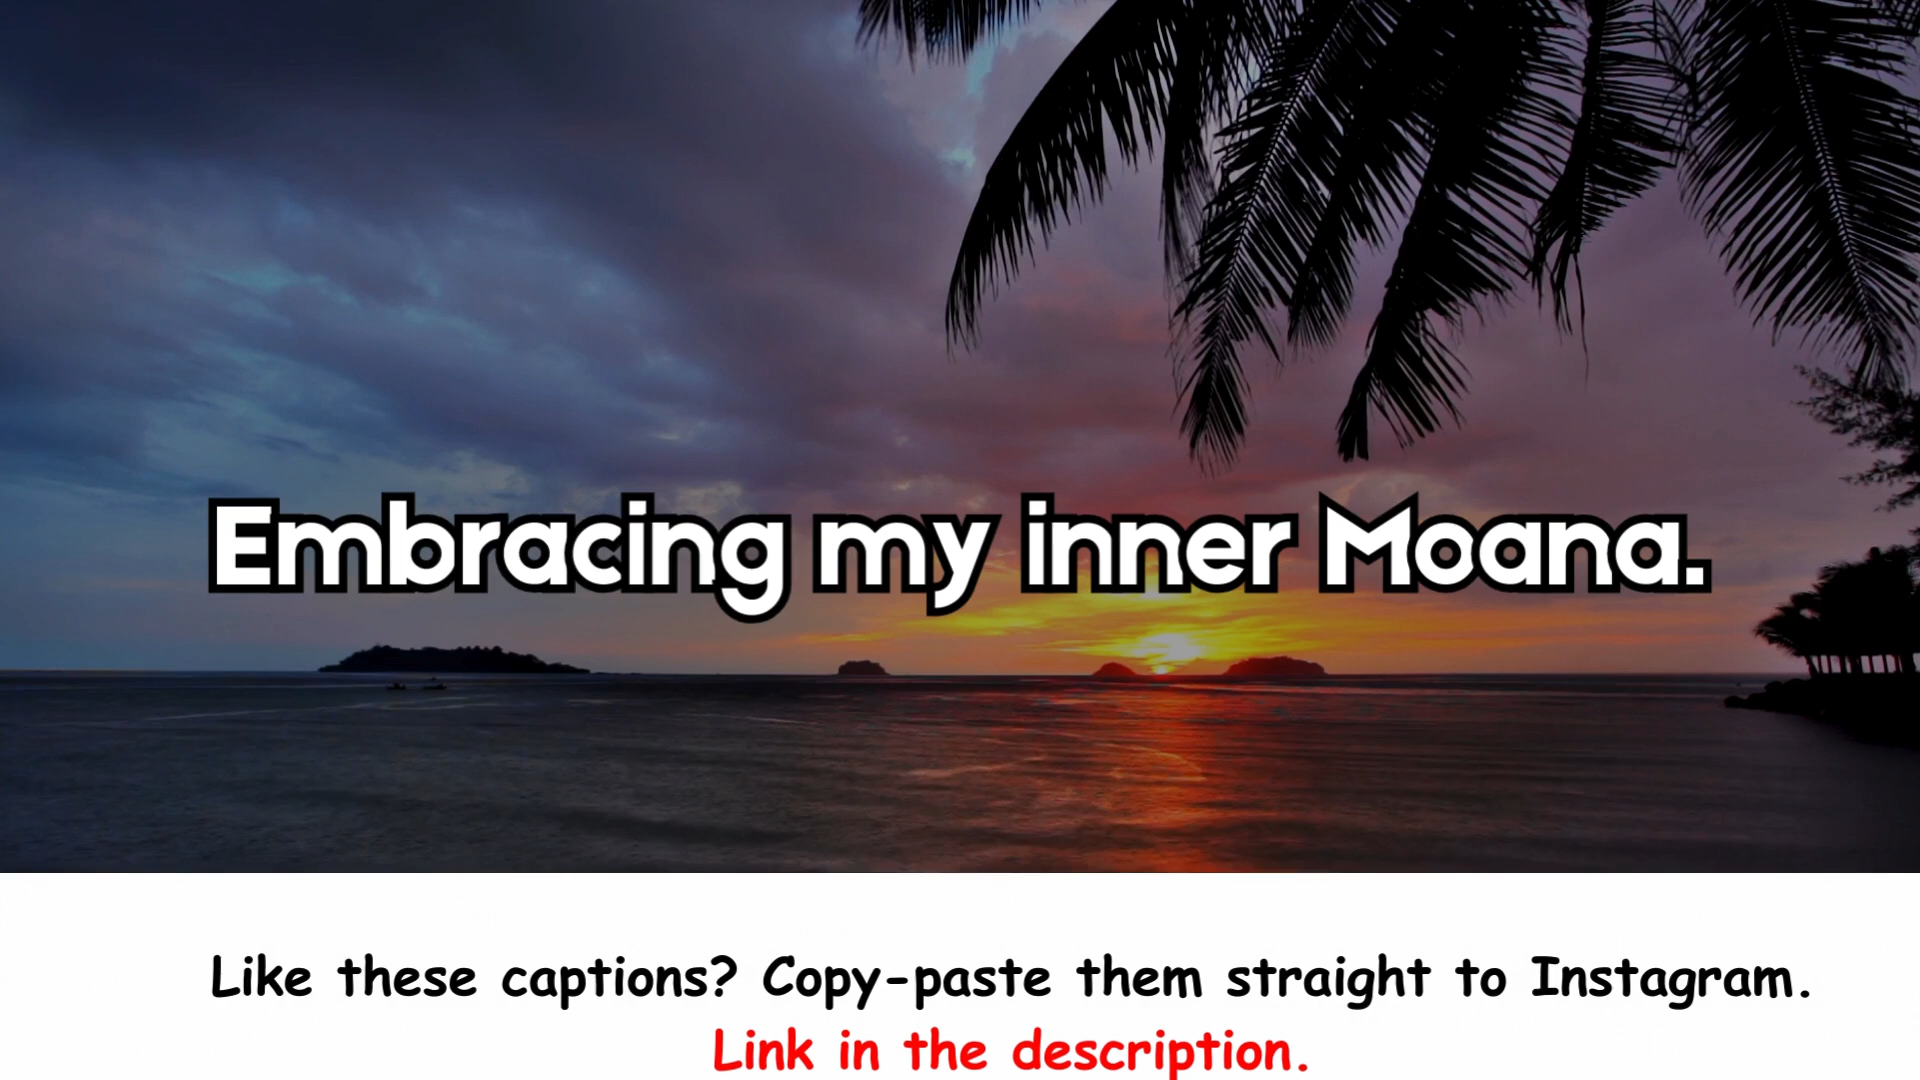 Embracing my inner Moana.
Like these captions? Copy-paste them straight to Instagram.
Link in the description.